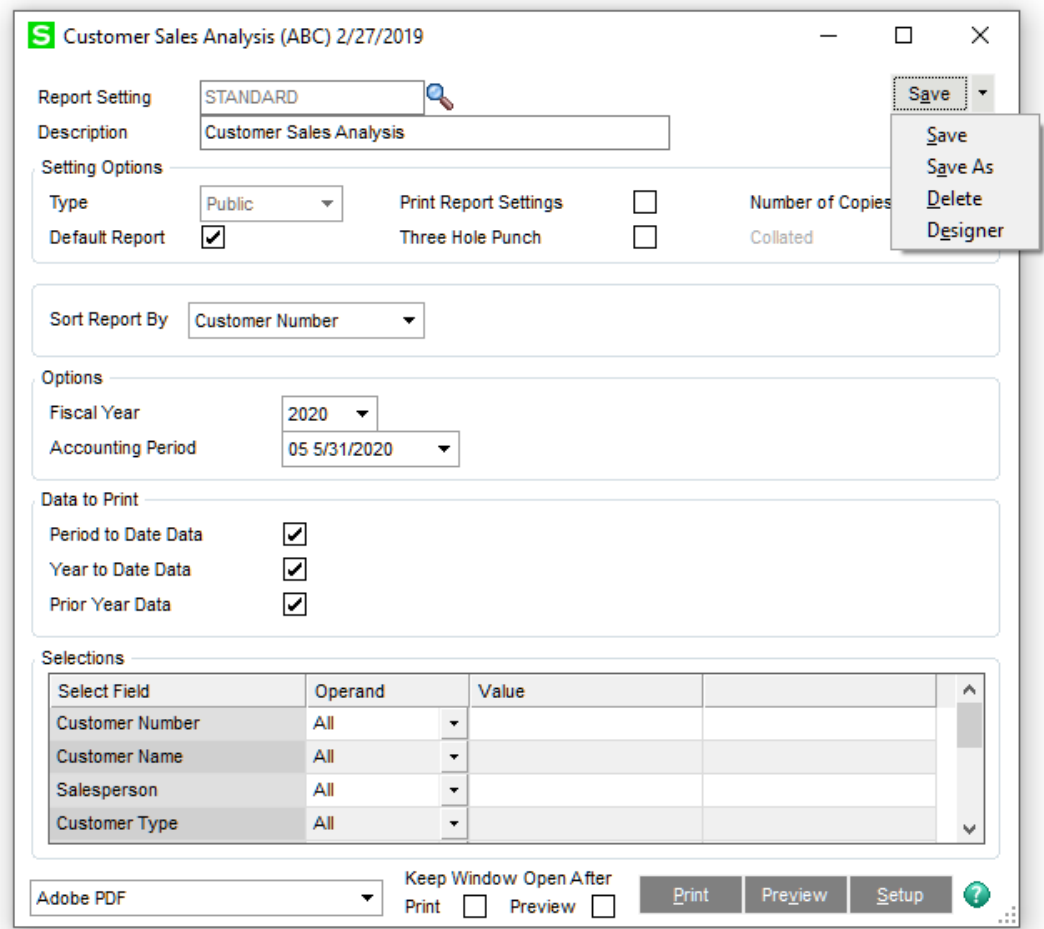 S Customer Sales Analysis (ABC) 2/27/2019
Report Setting STANDARD Save
Description Customer Sales Analysis
Save
Save As
Delete
Designer
Setting Options
Type Public Print Report Settings Number of Copies
Default Report Three Hole Punch Collated
Sort Report By Customer Number
Options
Fiscal Year 2020
Accounting Period 05 5/31/2020
Data to Print
Period to Date Data
Year to Date Data
Prior Year Data
Selections
Select Field Operand Value
Customer Number All
Customer Name All
Salesperson All
Customer Type All
Keep Window Open After
Adobe PDF Print Preview Print Preview Setup ?